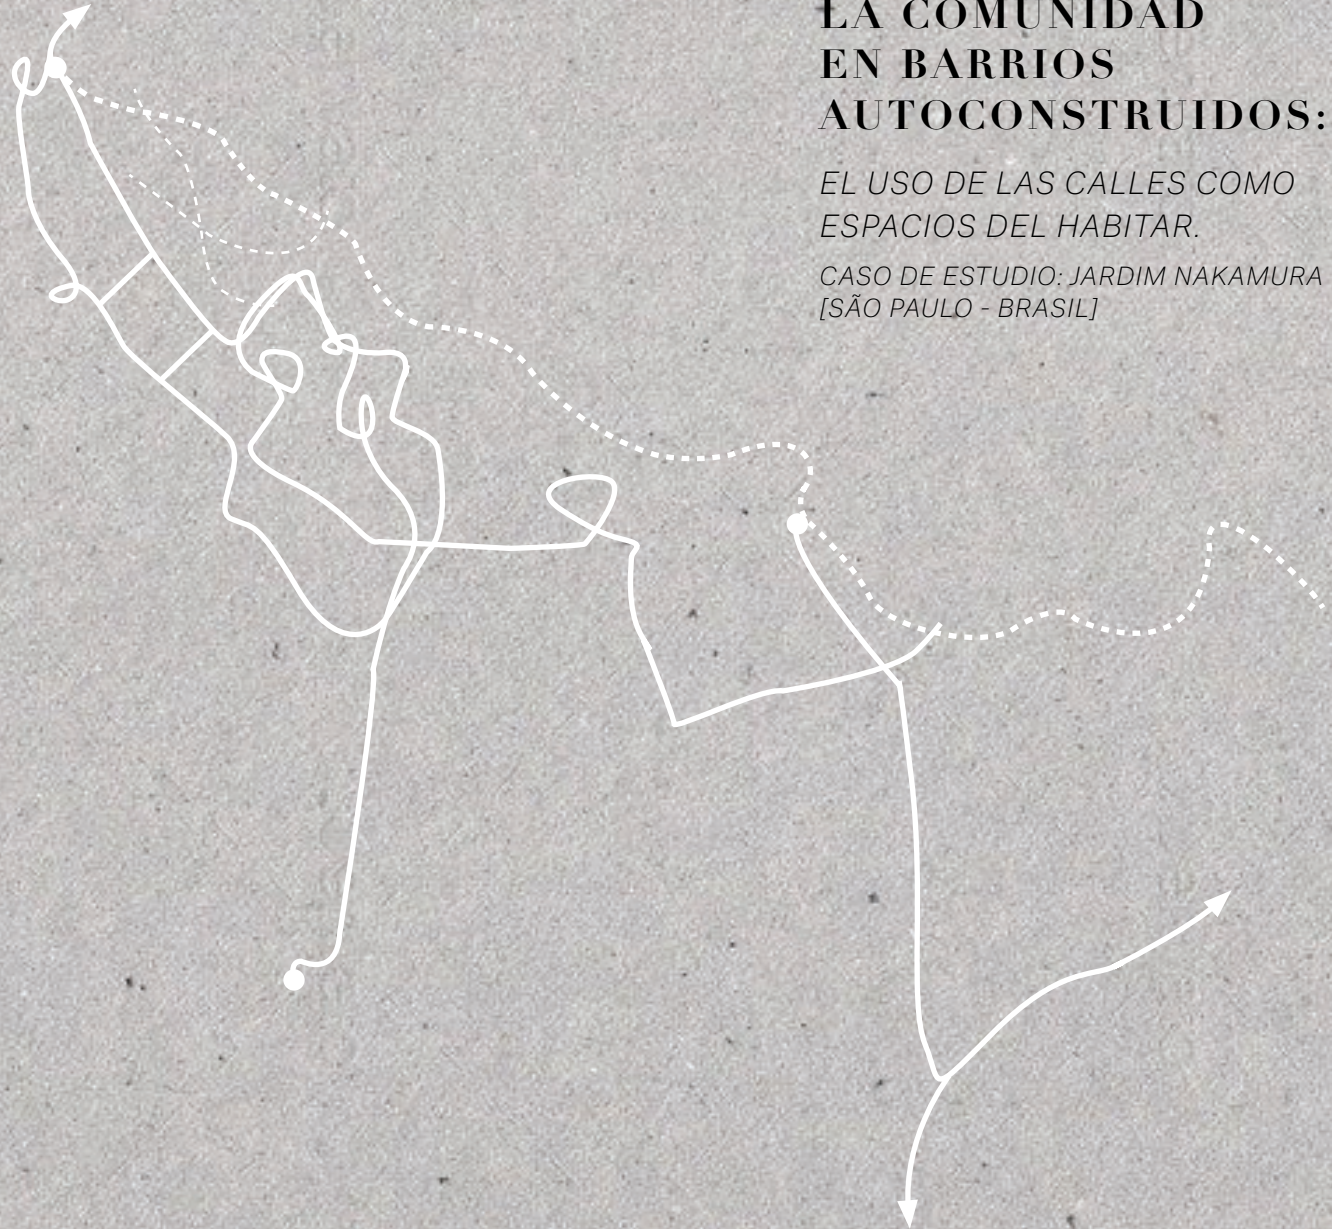 LA COMUNIDAD
EN BARRIOS
AUTOCONSTRUIDOS:
EL USO DE LAS CALLES COMO
ESPACIOS DEL HABITAR.
CASO DE ESTUDIO: JARDIM NAKAMURA
[SÃO PAULO - BRASIL]